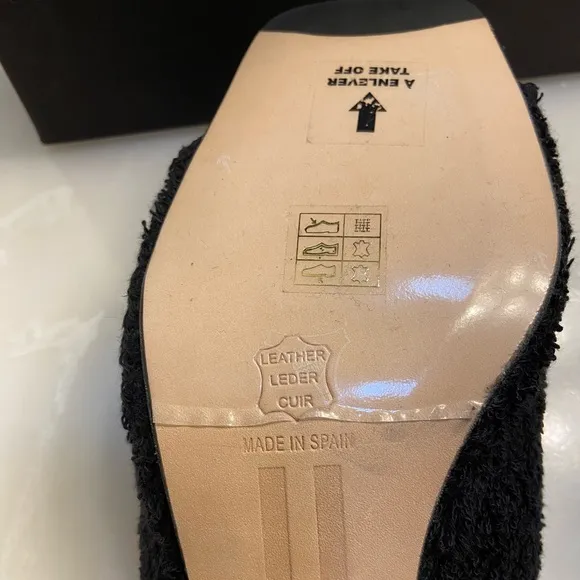 À ENLEVER
TAKE OFF
LEATHER
LEDER
CUIR
MADE IN SPAIN